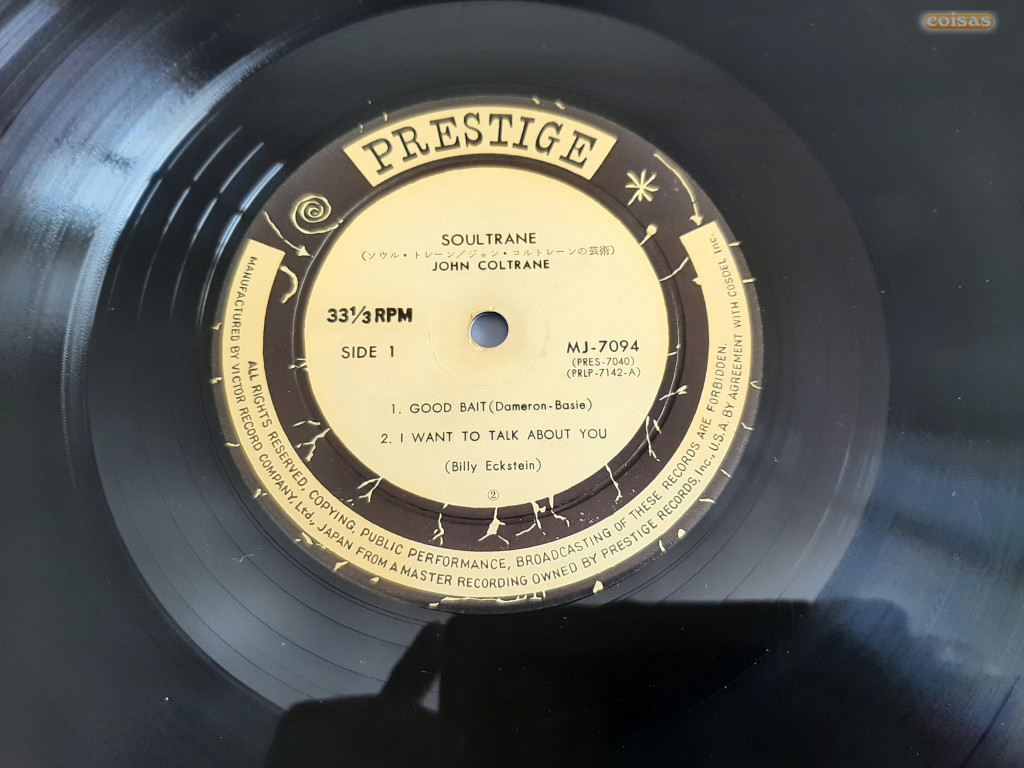 coisas
PRESTIGE
SOULTRANE
(ソウル・トレーン/ジョン・コルトレーンの芸術)
JOHN COLTRANE
33 1/3 RPM
SIDE 1
MJ-7094
(PRES-7040)
(PRLP-7142-A)
1. GOOD BAIT (Dameron-Basie)
2. I WANT TO TALK ABOUT YOU
(Billy Eckstein)
②
ALL RIGHTS RESERVED, COPYING, PUBLIC PERFORMANCE, BROADCASTING OF THESE RECORDS ARE FORBIDDEN.
MANUFACTURED BY VICTOR RECORD COMPANY, Ltd., JAPAN FROM A MASTER RECORDING OWNED BY PRESTIGE RECORDS, Inc., U.S.A. BY AGREEMENT WITH COSDEL Inc.